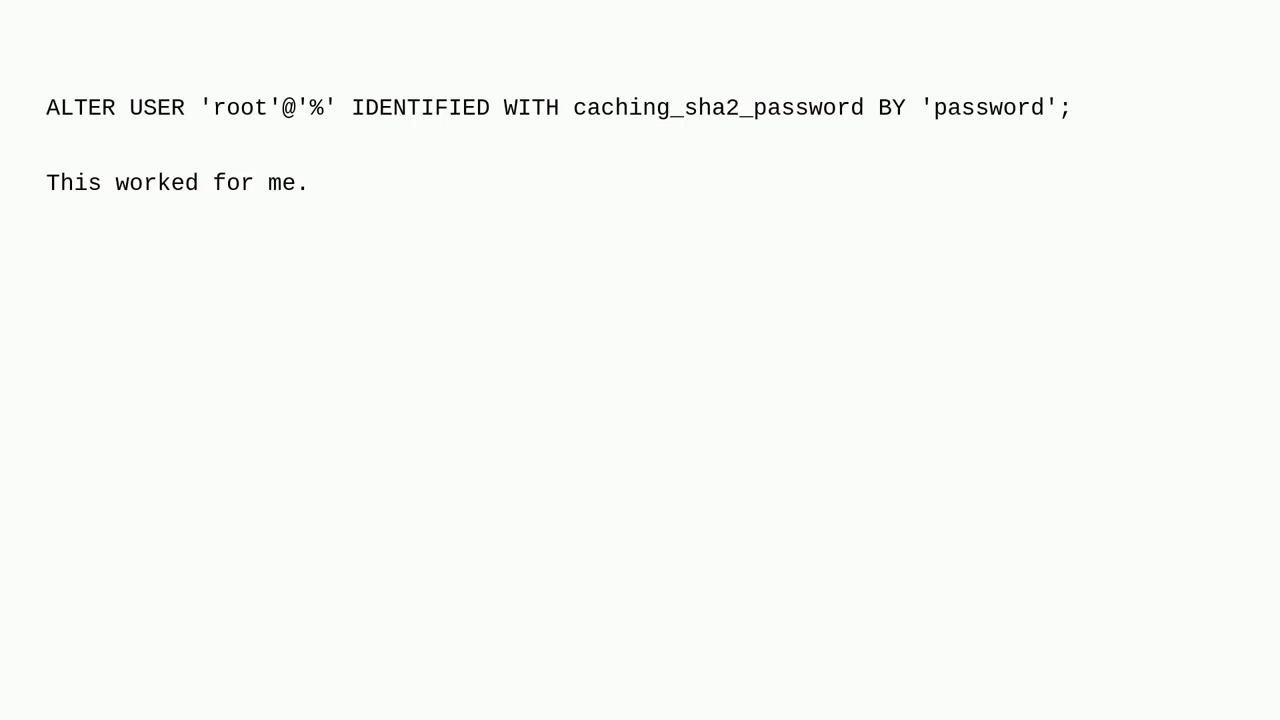 ALTER USER 'root'@'%' IDENTIFIED WITH caching_sha2_password BY 'password';
This worked for me.